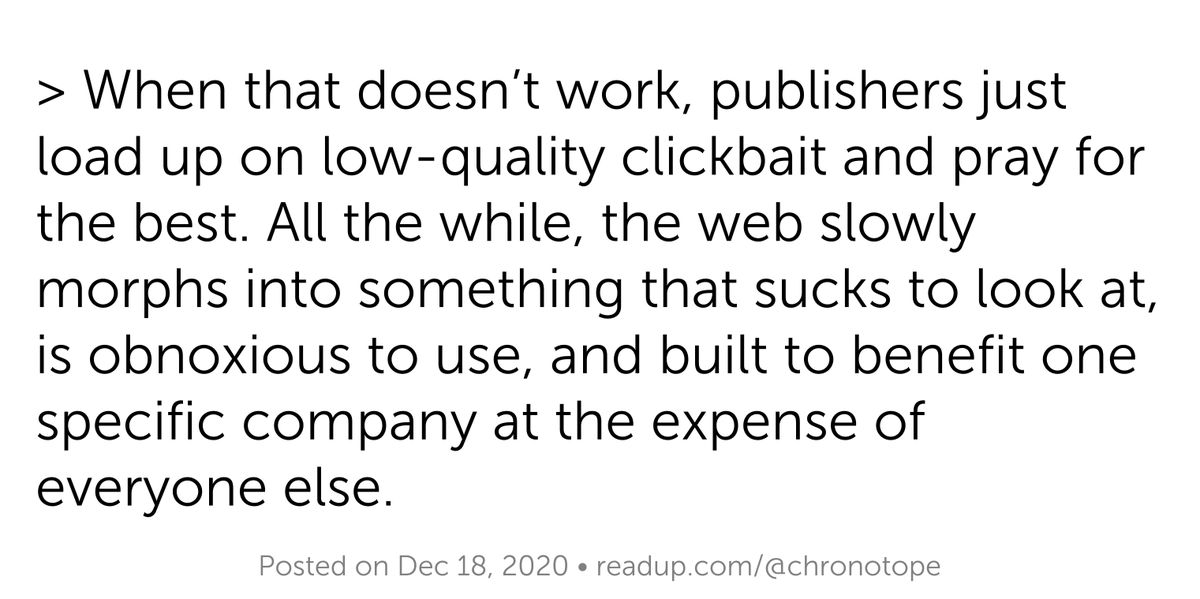 > When that doesn’t work, publishers just
load up on low-quality clickbait and pray for
the best. All the while, the web slowly
morphs into something that sucks to look at,
is obnoxious to use, and built to benefit one
specific company at the expense of
everyone else.
Posted on Dec 18, 2020 • readup.com/@chronotope